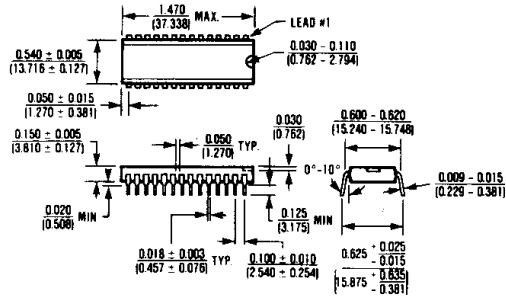 1.470
(37.338) MAX.
LEAD #1
0.540 ± 0.005
(13.716 ± 0.127)
0.030 - 0.110
(0.762 - 2.794)
0.050 ± 0.015
(1.270 ± 0.381)
0.150 ± 0.005
(3.810 ± 0.127)
0.050
(1.270) TYP.
0.030
(0.762)
0.600 - 0.620
(15.240 - 15.748)
0°-10°
0.009 - 0.015
(0.229 - 0.381)
0.020
(0.508) MIN
0.125
(3.175) MIN
0.018 ± 0.003
(0.457 ± 0.076) TYP.
0.100 ± 0.010
(2.540 ± 0.254)
0.625 + 0.025
- 0.015
(15.875 + 0.635
- 0.381)